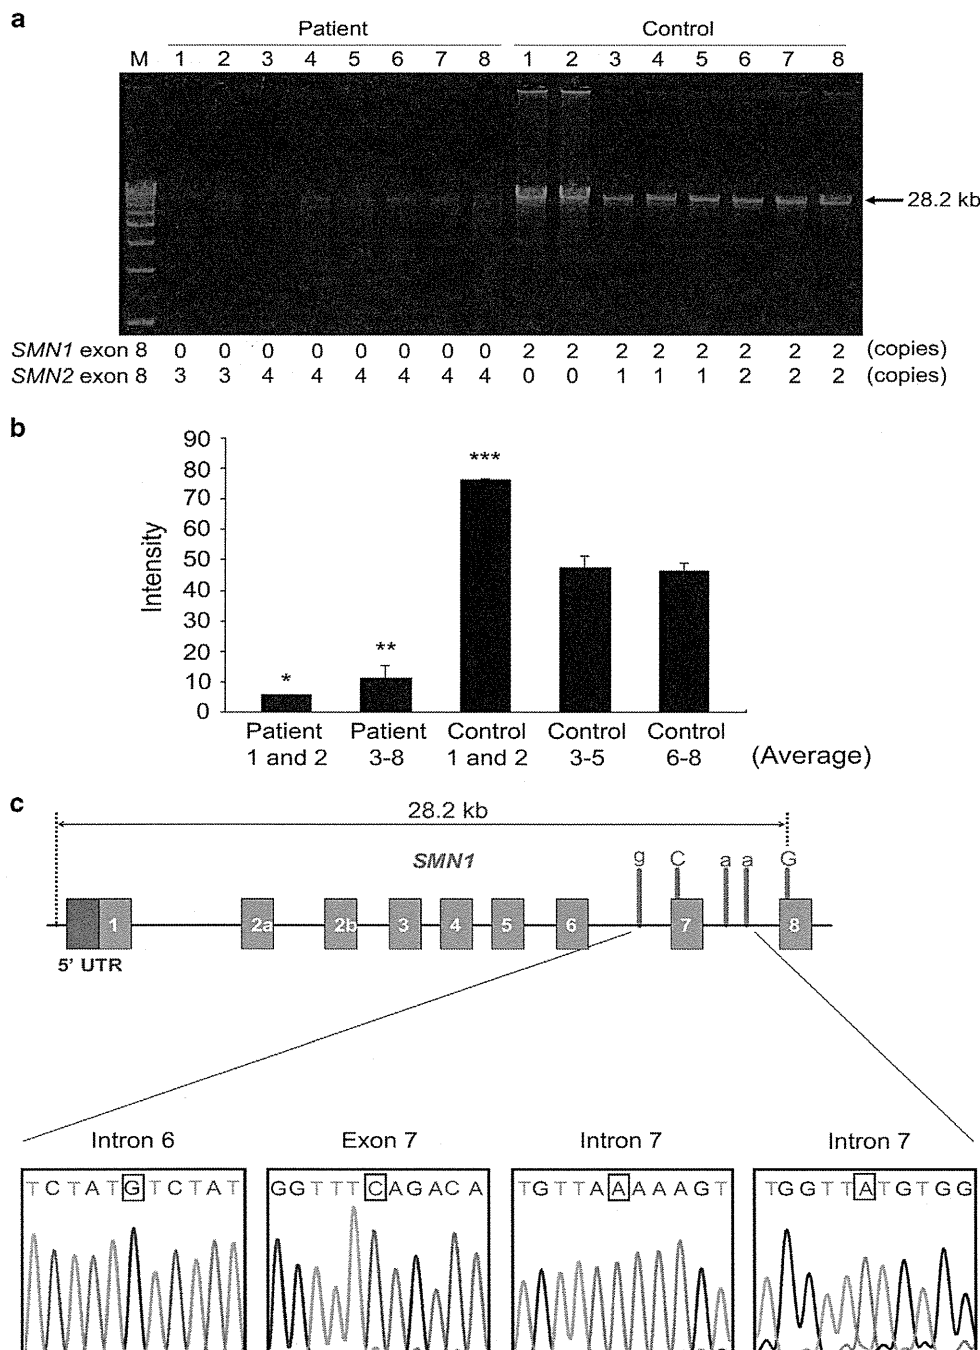 a
Patient Control
M 1 2 3 4 5 6 7 8 1 2 3 4 5 6 7 8
28.2 kb
SMN1 exon 8 0 0 0 0 0 0 0 0 2 2 2 2 2 2 2 2 (copies)
SMN2 exon 8 3 3 4 4 4 4 4 4 0 0 1 1 1 2 2 2 (copies)
b
90
80
70
60
50
40
30
20
10
0
Intensity
* ** ***
Patient Patient Control Control Control
1 and 2 3-8 1 and 2 3-5 6-8 (Average)
c
28.2 kb
SMN1
g C a a G
1 2a 2b 3 4 5 6 7 8
5' UTR
Intron 6 Exon 7 Intron 7 Intron 7
TCTATGTCTAT GGTTTCAGACA TGTTAAAAAGT TGGTTATGTGG